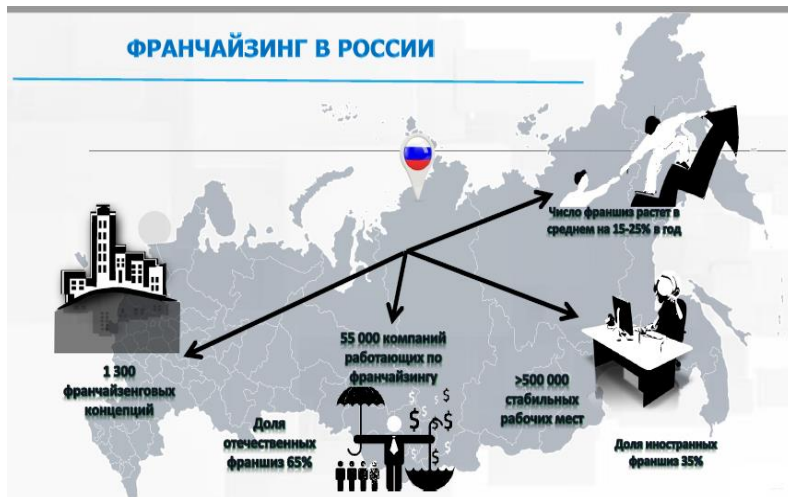 ФРАНЧАЙЗИНГ В РОССИИ
Число франшиз растет в
среднем на 15-25% в год
55 000 компаний
работающих по
франчайзингу
1 300
франчайзенговых
концепций
>500 000
стабильных
рабочих мест
Доля
отечественных
франшиз 65%
Доля иностранных
франшиз 35%